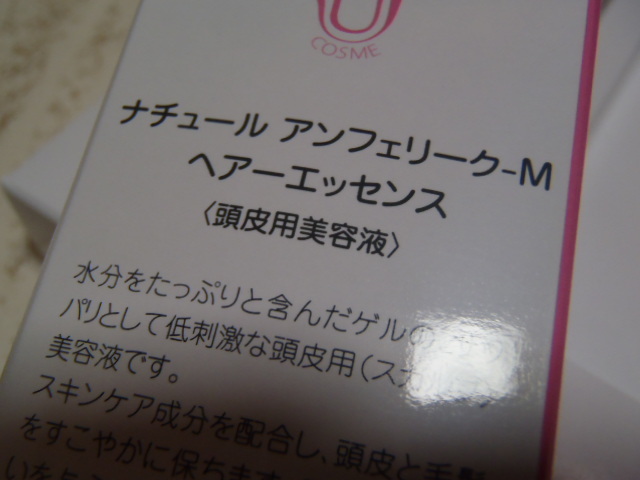 COSME
ナチュール アンフェリーク-M
ヘアーエッセンス
〈頭皮用美容液〉
水分をたっぷりと含んだゲル
パリとして低刺激な頭皮用(ス
美容液です。
スキンケア成分を配合し、頭皮と毛髪
をすこやかに保ちます